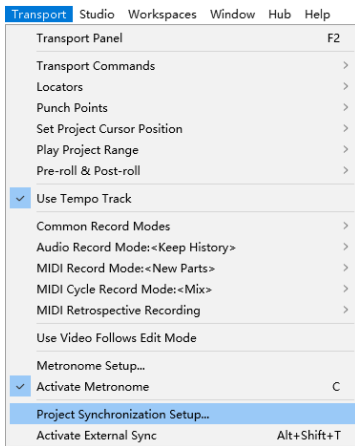 Transport Studio Workspaces Window Hub Help
Transport Panel F2
Transport Commands
Locators
Punch Points
Set Project Cursor Position
Play Project Range
Pre-roll & Post-roll
Use Tempo Track
Common Record Modes
Audio Record Mode:<Keep History>
MIDI Record Mode:<New Parts>
MIDI Cycle Record Mode:<Mix>
MIDI Retrospective Recording
Use Video Follows Edit Mode
Metronome Setup...
Activate Metronome C
Project Synchronization Setup...
Activate External Sync Alt+Shift+T